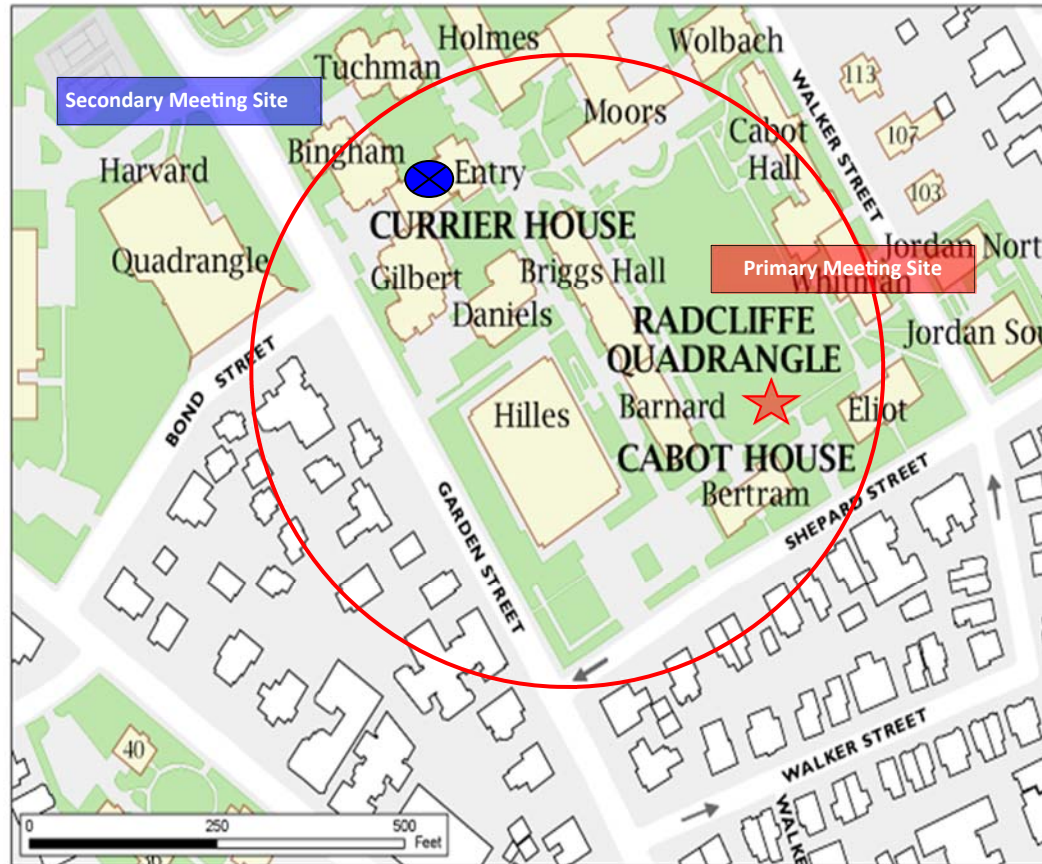 Holmes
Wolbach
Tuchman
113
WALKER STREET
Secondary Meeting Site
Moors
Cabot
Hall
107
Bingham
Entry
Harvard
103
CURRIER HOUSE
Jordan Nort
Quadrangle
Gilbert
Briggs Hall
Primary Meeting Site
Whitman
Daniels
RADCLIFFE
QUADRANGLE
Jordan Sou
BOND STREET
Hilles
Barnard
Eliot
CABOT HOUSE
Bertram
GARDEN STREET
SHEPARD STREET
WALKER STREET
40
WALKE
0
250
500
Feet